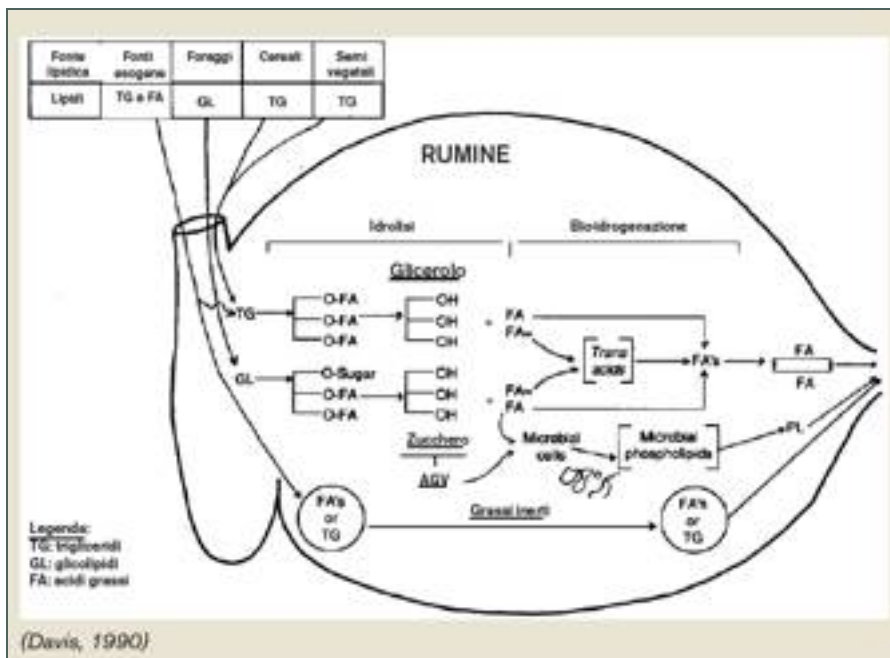 Fonte lipidica
Fonti esogene
Foraggi
Cereali
Semi vegetali
Lipidi
TG e FA
GL
TG
TG
RUMINE
Idrolisi
Bioidrogenazione
Glicerolo
TG
O-FA
O-FA
O-FA
OH
OH
OH
+
FA
FA
Trans acids
FA's
FA
FA
GL
O-Sugar
O-FA
O-FA
OH
OH
OH
+
FA
FA
Zucchero
AGV
Microbial cells
Microbial phospholipids
PL
FA's or TG
Grassi inerti
FA's or TG
Legenda:
TG: trigliceridi
GL: glicolipidi
FA: acidi grassi
(Davis, 1990)